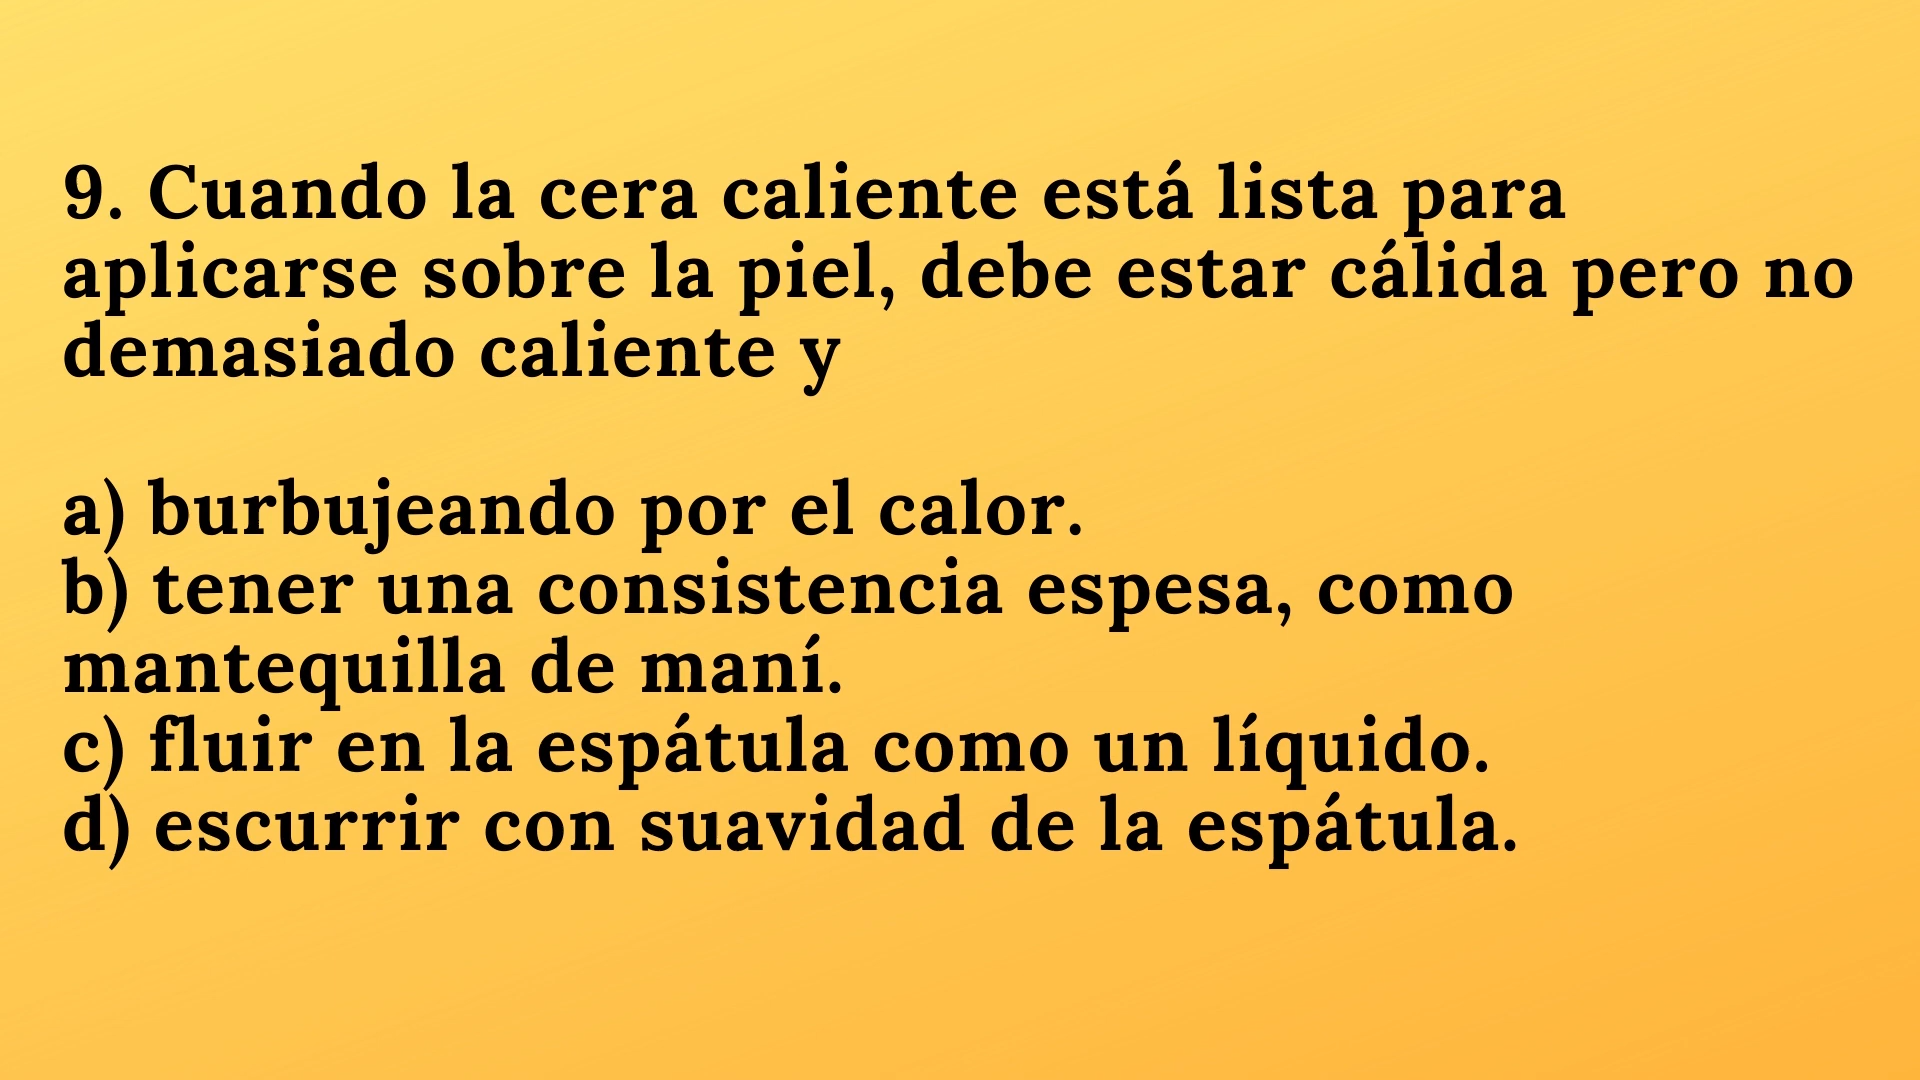 9. Cuando la cera caliente está lista para
aplicarse sobre la piel, debe estar cálida pero no
demasiado caliente y
a) burbujeando por el calor.
b) tener una consistencia espesa, como
mantequilla de maní.
c) fluir en la espátula como un líquido.
d) escurrir con suavidad de la espátula.